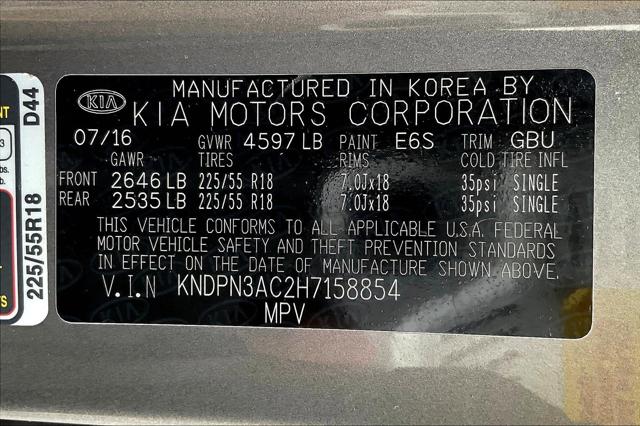 KIA
MANUFACTURED IN KOREA BY
KIA MOTORS CORPORATION
07/16 GVWR 4597 LB PAINT E6S TRIM GBU
GAWR TIRES RIMS COLD TIRE INFL
FRONT 2646 LB 225/55 R18 7.0Jx18 35psi SINGLE
REAR 2535 LB 225/55 R18 7.0Jx18 35psi SINGLE
THIS VEHICLE CONFORMS TO ALL APPLICABLE U.S.A. FEDERAL
MOTOR VEHICLE SAFETY AND THEFT PREVENTION STANDARDS
IN EFFECT ON THE DATE OF MANUFACTURE SHOWN ABOVE.
V.I.N KNDPN3AC2H7158854
MPV
225/55R18 D44